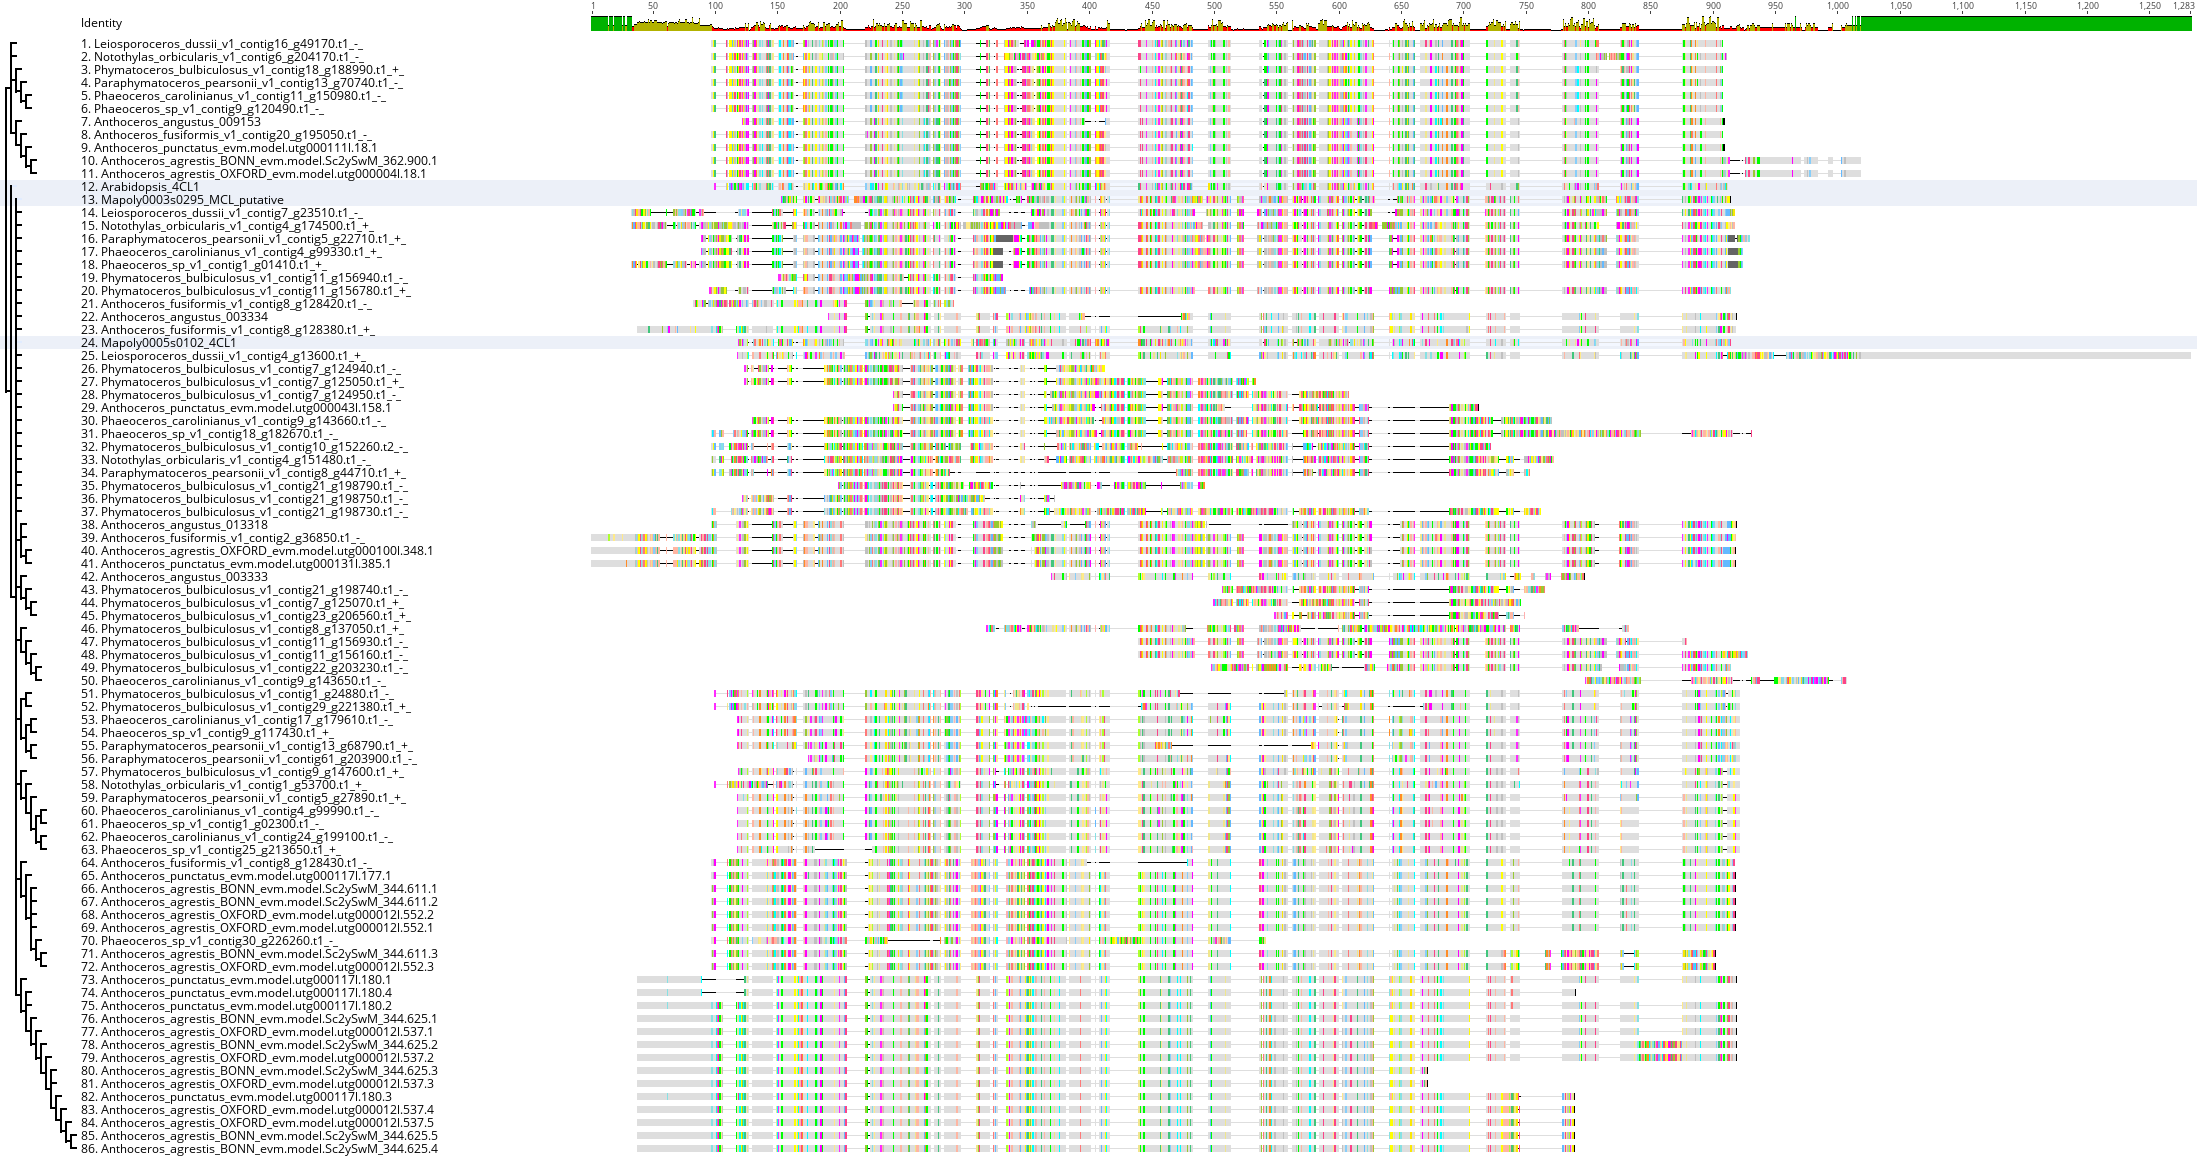 1 50 100 150 200 250 300 350 400 450 500 550 600 650 700 750 800 850 900 950 1,000 1,050 1,100 1,150 1,200 1,250 1,283
Identity
1. Leiosporoceros_dussii_v1_contig16_g49170.t1_-_
2. Notothylas_orbicularis_v1_contig6_g204170.t1_-_
3. Phymatoceros_bulbiculosus_v1_contig18_g188990.t1_+_
4. Paraphymatoceros_pearsonii_v1_contig13_g70740.t1_-_
5. Phaeoceros_carolinianus_v1_contig11_g150980.t1_-_
6. Phaeoceros_sp_v1_contig9_g120490.t1_-_
7. Anthoceros_angustus_009153
8. Anthoceros_fusiformis_v1_contig20_g195050.t1_-_
9. Anthoceros_punctatus_evm.model.utg000111l.18.1
10. Anthoceros_agrestis_BONN_evm.model.Sc2ySwM_362.900.1
11. Anthoceros_agrestis_OXFORD_evm.model.utg000004l.18.1
12. Arabidopsis_4CL1
13. Mapoly0003s0295_MCL_putative
14. Leiosporoceros_dussii_v1_contig7_g23510.t1_-_
15. Notothylas_orbicularis_v1_contig4_g174500.t1_+_
16. Paraphymatoceros_pearsonii_v1_contig5_g22710.t1_+_
17. Phaeoceros_carolinianus_v1_contig4_g99330.t1_+_
18. Phaeoceros_sp_v1_contig1_g01410.t1_+_
19. Phymatoceros_bulbiculosus_v1_contig11_g156940.t1_-_
20. Phymatoceros_bulbiculosus_v1_contig11_g156780.t1_+_
21. Anthoceros_fusiformis_v1_contig8_g128420.t1_-_
22. Anthoceros_angustus_003334
23. Anthoceros_fusiformis_v1_contig8_g128380.t1_+_
24. Mapoly0005s0102_4CL1
25. Leiosporoceros_dussii_v1_contig4_g13600.t1_+_
26. Phymatoceros_bulbiculosus_v1_contig7_g124940.t1_-_
27. Phymatoceros_bulbiculosus_v1_contig7_g125050.t1_+_
28. Phymatoceros_bulbiculosus_v1_contig7_g124950.t1_-_
29. Anthoceros_punctatus_evm.model.utg000043l.158.1
30. Phaeoceros_carolinianus_v1_contig9_g143660.t1_-_
31. Phaeoceros_sp_v1_contig18_g182670.t1_-_
32. Phymatoceros_bulbiculosus_v1_contig10_g152260.t2_-_
33. Notothylas_orbicularis_v1_contig4_g151480.t1_-_
34. Paraphymatoceros_pearsonii_v1_contig8_g44710.t1_+_
35. Phymatoceros_bulbiculosus_v1_contig21_g198790.t1_-_
36. Phymatoceros_bulbiculosus_v1_contig21_g198750.t1_-_
37. Phymatoceros_bulbiculosus_v1_contig21_g198730.t1_-_
38. Anthoceros_angustus_013318
39. Anthoceros_fusiformis_v1_contig2_g36850.t1_-_
40. Anthoceros_agrestis_OXFORD_evm.model.utg000100l.348.1
41. Anthoceros_punctatus_evm.model.utg000131l.385.1
42. Anthoceros_angustus_003333
43. Phymatoceros_bulbiculosus_v1_contig21_g198740.t1_-_
44. Phymatoceros_bulbiculosus_v1_contig7_g125070.t1_+_
45. Phymatoceros_bulbiculosus_v1_contig23_g206560.t1_+_
46. Phymatoceros_bulbiculosus_v1_contig8_g137050.t1_+_
47. Phymatoceros_bulbiculosus_v1_contig11_g156930.t1_-_
48. Phymatoceros_bulbiculosus_v1_contig11_g156160.t1_-_
49. Phymatoceros_bulbiculosus_v1_contig22_g203230.t1_-_
50. Phaeoceros_carolinianus_v1_contig9_g143650.t1_-_
51. Phymatoceros_bulbiculosus_v1_contig1_g24880.t1_-_
52. Phymatoceros_bulbiculosus_v1_contig29_g221380.t1_+_
53. Phaeoceros_carolinianus_v1_contig17_g179610.t1_-_
54. Phaeoceros_sp_v1_contig9_g117430.t1_+_
55. Paraphymatoceros_pearsonii_v1_contig13_g68790.t1_+_
56. Paraphymatoceros_pearsonii_v1_contig61_g203900.t1_-_
57. Phymatoceros_bulbiculosus_v1_contig9_g147600.t1_+_
58. Notothylas_orbicularis_v1_contig1_g53700.t1_+_
59. Paraphymatoceros_pearsonii_v1_contig5_g27890.t1_+_
60. Phaeoceros_carolinianus_v1_contig4_g99990.t1_-_
61. Phaeoceros_sp_v1_contig1_g02300.t1_-_
62. Phaeoceros_carolinianus_v1_contig24_g199100.t1_-_
63. Phaeoceros_sp_v1_contig25_g213650.t1_+_
64. Anthoceros_fusiformis_v1_contig8_g128430.t1_-_
65. Anthoceros_punctatus_evm.model.utg000117l.177.1
66. Anthoceros_agrestis_BONN_evm.model.Sc2ySwM_344.611.1
67. Anthoceros_agrestis_BONN_evm.model.Sc2ySwM_344.611.2
68. Anthoceros_agrestis_OXFORD_evm.model.utg000012l.552.2
69. Anthoceros_agrestis_OXFORD_evm.model.utg000012l.552.1
70. Phaeoceros_sp_v1_contig30_g226260.t1_-_
71. Anthoceros_agrestis_BONN_evm.model.Sc2ySwM_344.611.3
72. Anthoceros_agrestis_OXFORD_evm.model.utg000012l.552.3
73. Anthoceros_punctatus_evm.model.utg000117l.180.1
74. Anthoceros_punctatus_evm.model.utg000117l.180.4
75. Anthoceros_punctatus_evm.model.utg000117l.180.2
76. Anthoceros_agrestis_BONN_evm.model.Sc2ySwM_344.625.1
77. Anthoceros_agrestis_OXFORD_evm.model.utg000012l.537.1
78. Anthoceros_agrestis_BONN_evm.model.Sc2ySwM_344.625.2
79. Anthoceros_agrestis_OXFORD_evm.model.utg000012l.537.2
80. Anthoceros_agrestis_BONN_evm.model.Sc2ySwM_344.625.3
81. Anthoceros_agrestis_OXFORD_evm.model.utg000012l.537.3
82. Anthoceros_punctatus_evm.model.utg000117l.180.3
83. Anthoceros_agrestis_OXFORD_evm.model.utg000012l.537.4
84. Anthoceros_agrestis_OXFORD_evm.model.utg000012l.537.5
85. Anthoceros_agrestis_BONN_evm.model.Sc2ySwM_344.625.5
86. Anthoceros_agrestis_BONN_evm.model.Sc2ySwM_344.625.4